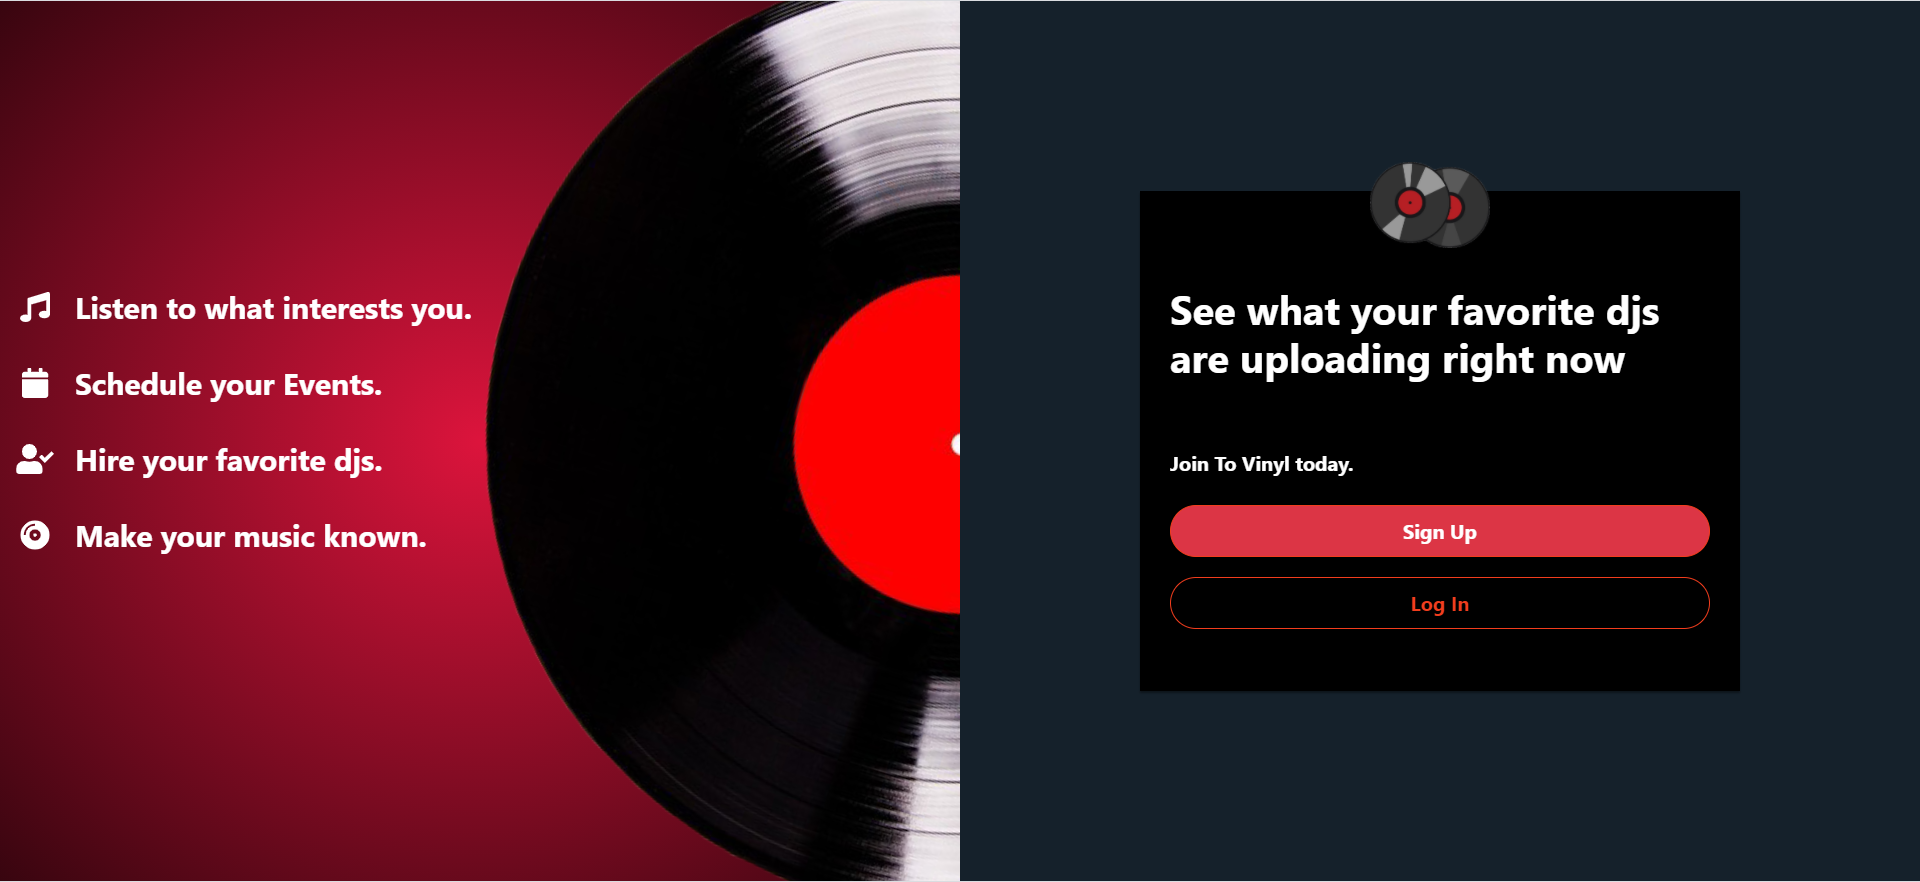 Listen to what interests you.
Schedule your Events.
Hire your favorite djs.
Make your music known.
See what your favorite djs
are uploading right now
Join To Vinyl today.
Sign Up
Log In